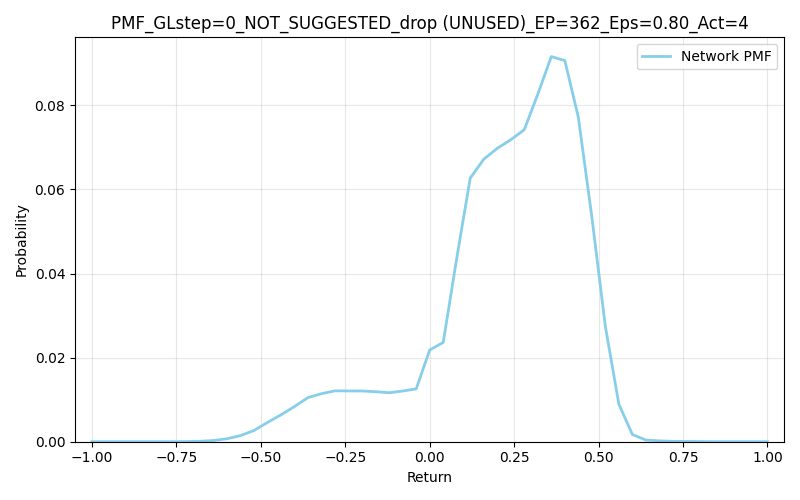 PMF_GLstep=0_NOT_SUGGESTED_drop (UNUSED)_EP=362_Eps=0.80_Act=4
Network PMF
Probability
0.08
0.06
0.04
0.02
0.00
−1.00 −0.75 −0.50 −0.25 0.00 0.25 0.50 0.75 1.00
Return